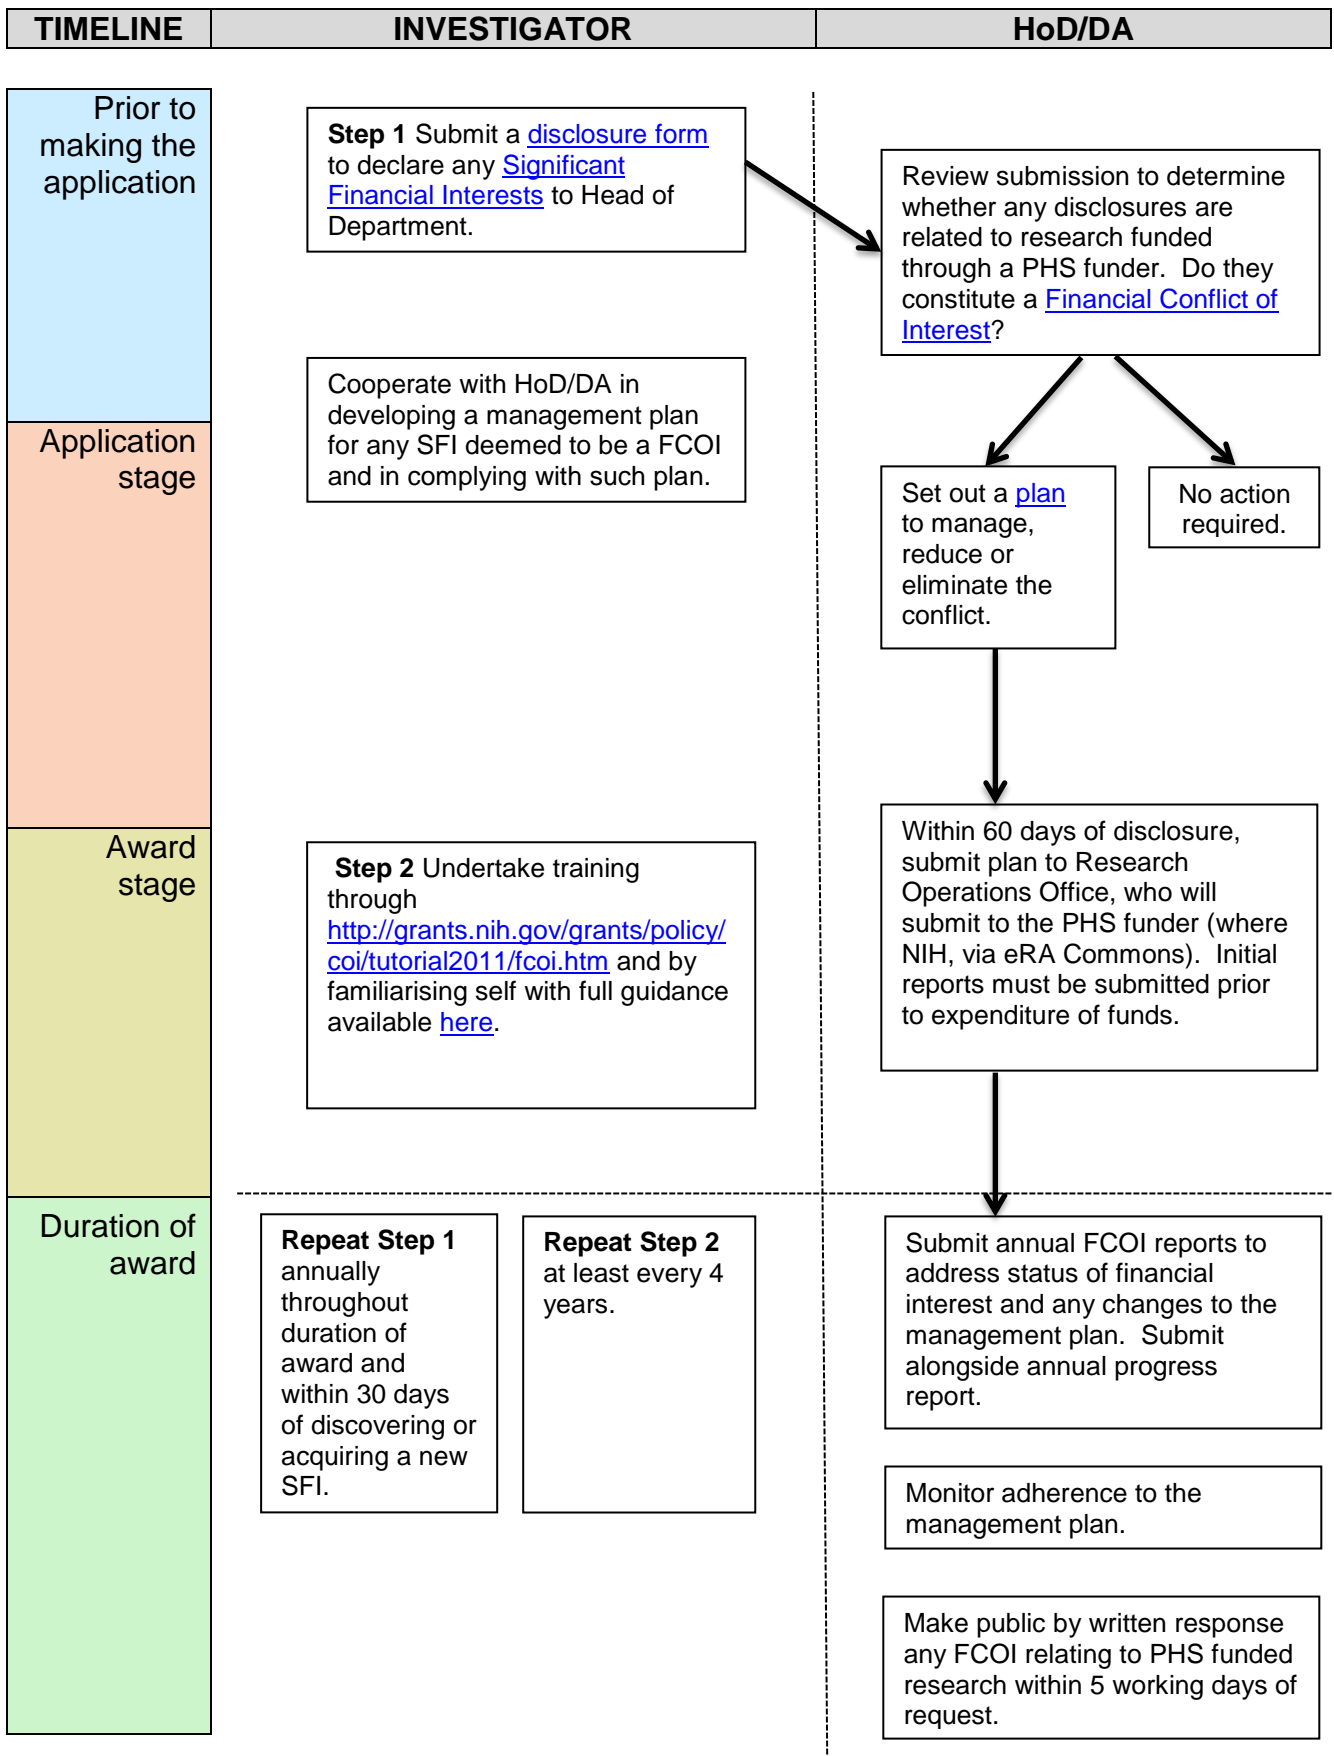 TIMELINE
INVESTIGATOR
HoD/DA
Prior to
making the
application
Step 1 Submit a disclosure form
to declare any Significant
Financial Interests to Head of
Department.
Review submission to determine
whether any disclosures are
related to research funded
through a PHS funder.  Do they
constitute a Financial Conflict of
Interest?
Cooperate with HoD/DA in
developing a management plan
for any SFI deemed to be a FCOI
and in complying with such plan.
Application
stage
Set out a plan
to manage,
reduce or
eliminate the
conflict.
No action
required.
Award
stage
Step 2 Undertake training
through
http://grants.nih.gov/grants/policy/
coi/tutorial2011/fcoi.htm and by
familiarising self with full guidance
available here.
Within 60 days of disclosure,
submit plan to Research
Operations Office, who will
submit to the PHS funder (where
NIH, via eRA Commons).  Initial
reports must be submitted prior
to expenditure of funds.
Duration of
award
Repeat Step 1
annually
throughout
duration of
award and
within 30 days
of discovering or
acquiring a new
SFI.
Repeat Step 2
at least every 4
years.
Submit annual FCOI reports to
address status of financial
interest and any changes to the
management plan.  Submit
alongside annual progress
report.
Monitor adherence to the
management plan.
Make public by written response
any FCOI relating to PHS funded
research within 5 working days of
request.